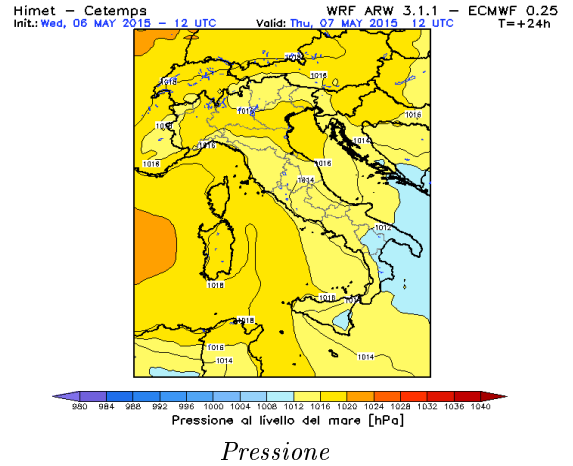 Himet – Cetemps WRF ARW 3.1.1 – ECMWF 0.25
Init.: Wed, 06 MAY 2015 – 12 UTC Valid: Thu, 07 MAY 2015 12 UTC T=+24h
1018
1016
1016
1014
1016
1016
1016
1014
1012
1018
1018
1014
1016
1014
980 984 988 992 996 1000 1004 1008 1012 1016 1020 1024 1028 1032 1036 1040
Pressione al livello del mare [hPa]
Pressione